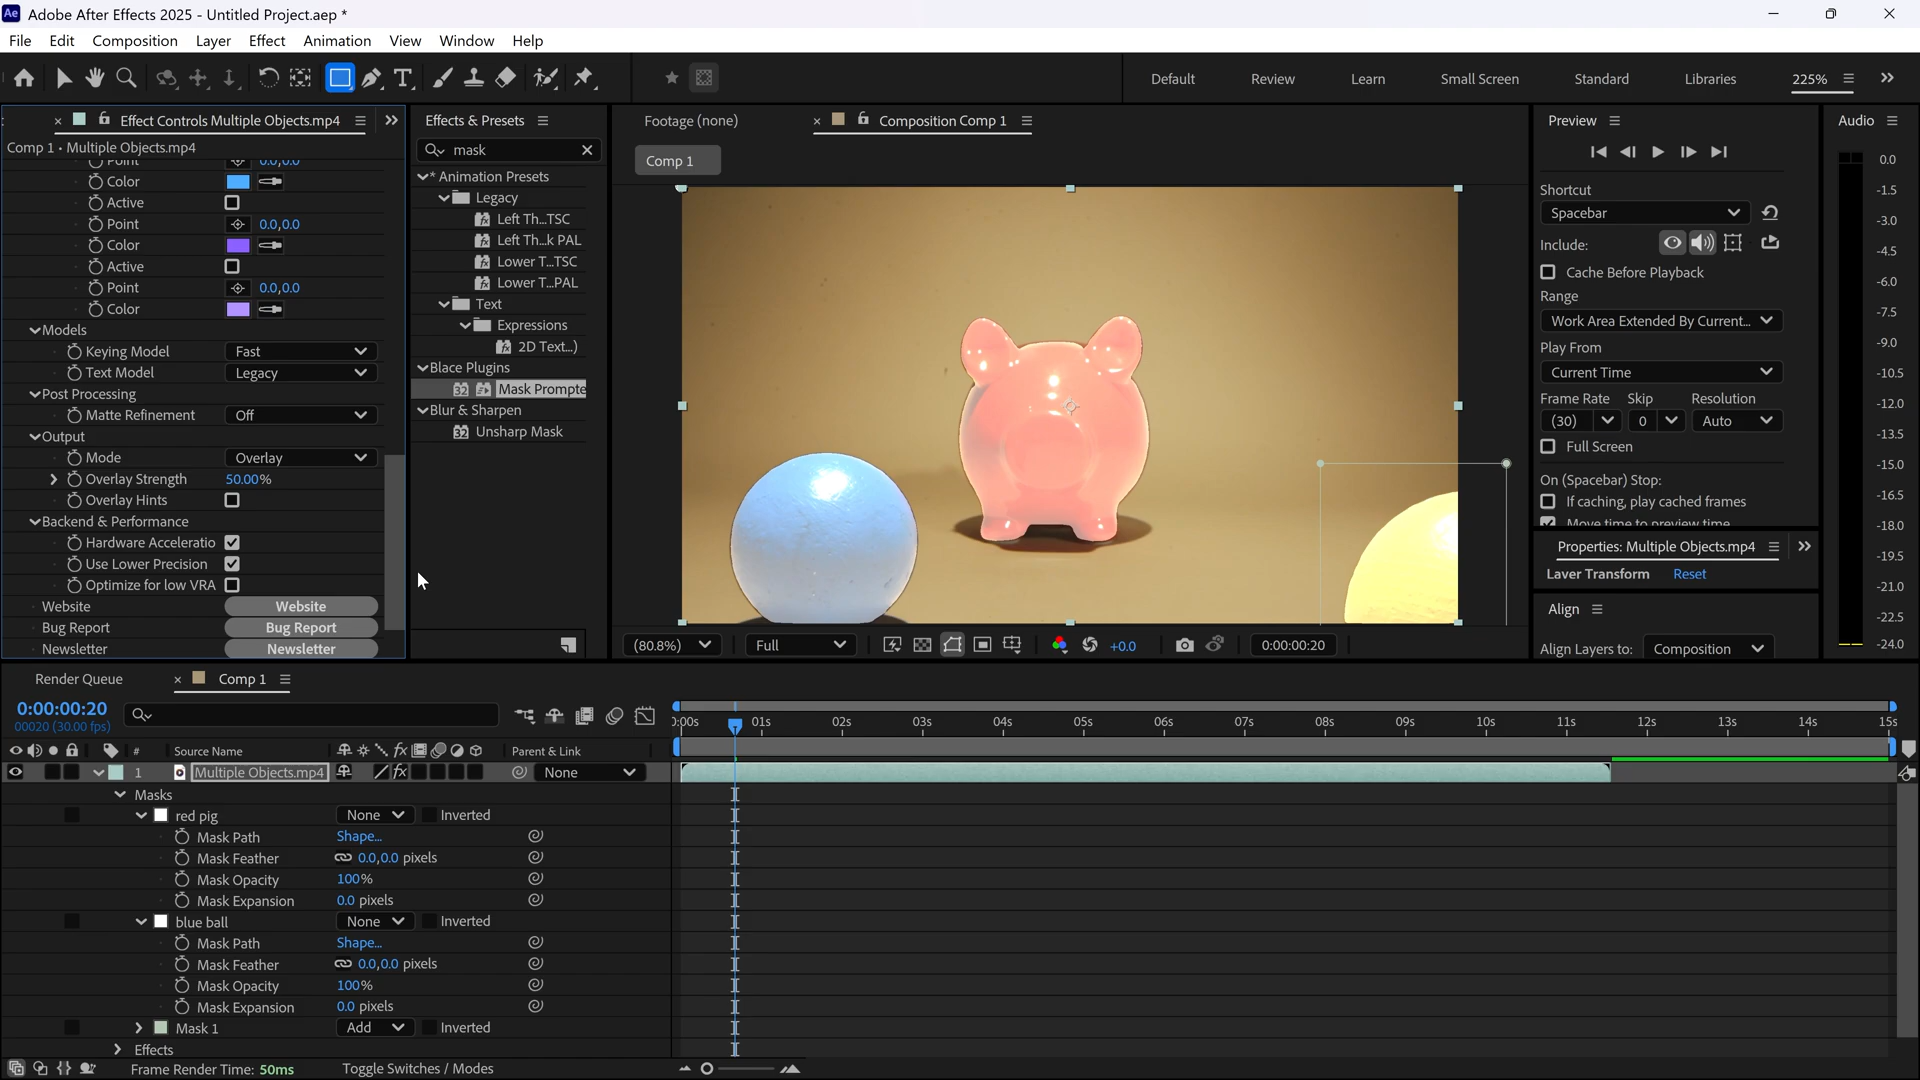 Adobe After Effects 2025 - Untitled Project.aep *
File Edit Composition Layer Effect Animation View Window Help
Default Review Learn Small Screen Standard Libraries 225%
Effect Controls Multiple Objects.mp4
Comp 1 • Multiple Objects.mp4
Point 0.0,0.0
Color
Active
Point 0.0,0.0
Color
Active
Point 0.0,0.0
Color
Models
Keying Model Fast
Text Model Legacy
Post Processing
Matte Refinement Off
Output
Mode Overlay
Overlay Strength 50.00%
Overlay Hints
Backend & Performance
Hardware Acceleratio
Use Lower Precision
Optimize for low VRA
Website Website
Bug Report Bug Report
Newsletter Newsletter
Effects & Presets
mask
* Animation Presets
Legacy
Left Th...TSC
Left Th...k PAL
Lower T...TSC
Lower T...PAL
Text
Expressions
2D Text...)
Blace Plugins
32 Mask Prompte
Blur & Sharpen
32 Unsharp Mask
Footage (none)
Composition Comp 1
Comp 1
(80.8%) Full +0.0 0:00:00:20
Preview
Shortcut
Spacebar
Include:
Cache Before Playback
Range
Work Area Extended By Current...
Play From
Current Time
Frame Rate Skip Resolution
(30) 0 Auto
Full Screen
On (Spacebar) Stop:
If caching, play cached frames
Move time to preview time
Properties: Multiple Objects.mp4
Layer Transform Reset
Align
Align Layers to: Composition
Audio
0.0
-1.5
-3.0
-4.5
-6.0
-7.5
-9.0
-10.5
-12.0
-13.5
-15.0
-16.5
-18.0
-19.5
-21.0
-22.5
-24.0
Render Queue Comp 1
0:00:00:20
00020 (30.00 fps)
0:00s 01s 02s 03s 04s 05s 06s 07s 08s 09s 10s 11s 12s 13s 14s 15s
# Source Name Parent & Link
1 Multiple Objects.mp4 None
Masks
red pig None Inverted
Mask Path Shape...
Mask Feather 0.0,0.0 pixels
Mask Opacity 100%
Mask Expansion 0.0 pixels
blue ball None Inverted
Mask Path Shape...
Mask Feather 0.0,0.0 pixels
Mask Opacity 100%
Mask Expansion 0.0 pixels
Mask 1 Add Inverted
Effects
Frame Render Time: 50ms Toggle Switches / Modes